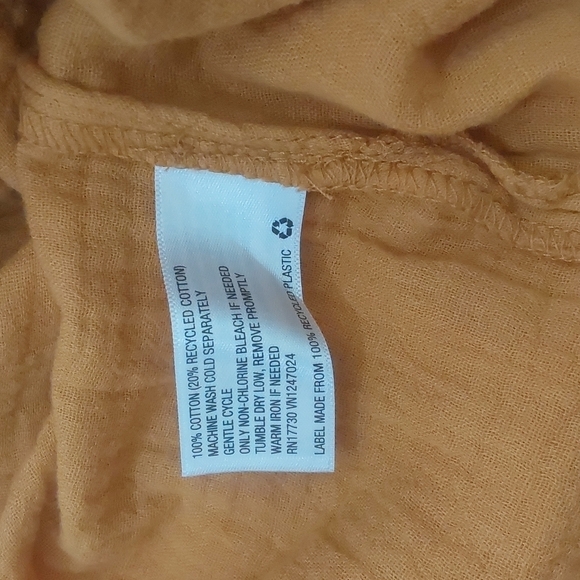 100% COTTON (20% RECYCLED COTTON)
MACHINE WASH COLD SEPARATELY
GENTLE CYCLE
ONLY NON-CHLORINE BLEACH IF NEEDED
TUMBLE DRY LOW, REMOVE PROMPTLY
WARM IRON IF NEEDED
RN17730 VN1247024
LABEL MADE FROM 100% RECYCLED PLASTIC